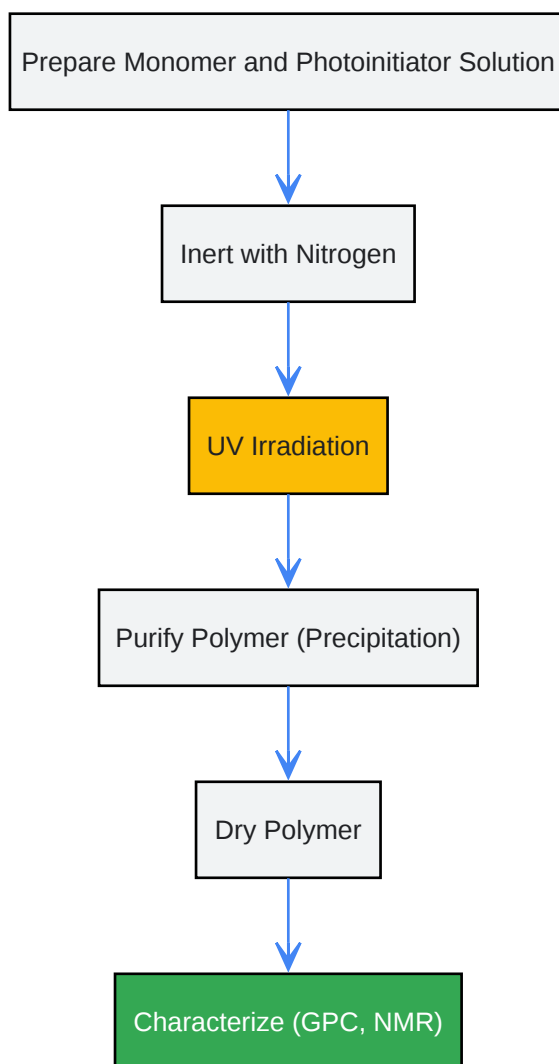 Prepare Monomer and Photoinitiator Solution
Inert with Nitrogen
UV Irradiation
Purify Polymer (Precipitation)
Dry Polymer
Characterize (GPC, NMR)